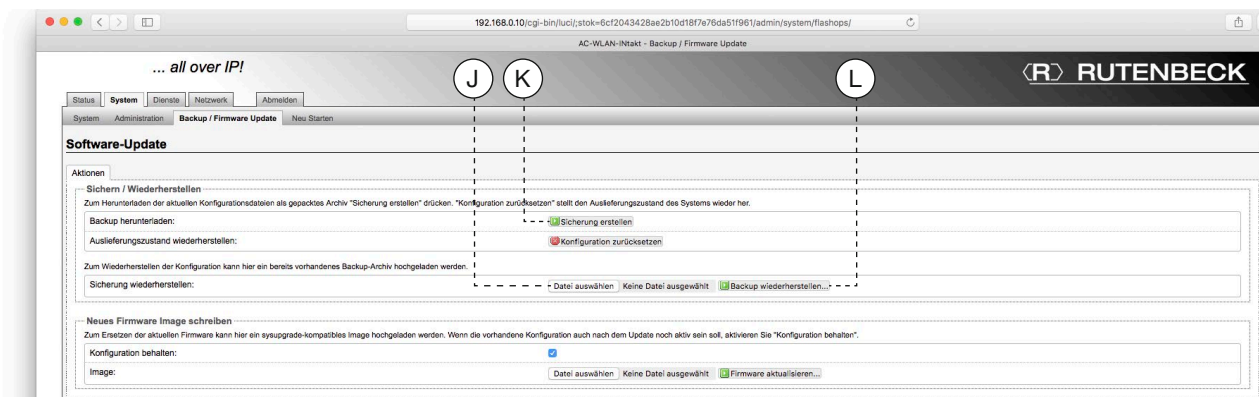 192.168.0.10/cgi-bin/luci/;stok=6cf2043428ae2b10d18f7e76da51f961/admin/system/flashops/
AC-WLAN-INtakt - Backup / Firmware Update
... all over IP!
J K L
⟨R⟩ RUTENBECK
Status System Dienste Netzwerk Abmelden
System Administration Backup / Firmware Update Neu Starten
Software-Update
Aktionen
Sichern / Wiederherstellen
Zum Herunterladen der aktuellen Konfigurationsdateien als gepacktes Archiv "Sicherung erstellen" drücken. "Konfiguration zurücksetzen" stellt den Auslieferungszustand des Systems wieder her.
Backup herunterladen: Sicherung erstellen
Auslieferungszustand wiederherstellen: Konfiguration zurücksetzen
Zum Wiederherstellen der Konfiguration kann hier ein bereits vorhandenes Backup-Archiv hochgeladen werden.
Sicherung wiederherstellen: Datei auswählen Keine Datei ausgewählt Backup wiederherstellen...
Neues Firmware Image schreiben
Zum Ersetzen der aktuellen Firmware kann hier ein sysupgrade-kompatibles Image hochgeladen werden. Wenn die vorhandene Konfiguration auch nach dem Update noch aktiv sein soll, aktivieren Sie "Konfiguration behalten".
Konfiguration behalten:
Image: Datei auswählen Keine Datei ausgewählt Firmware aktualisieren...